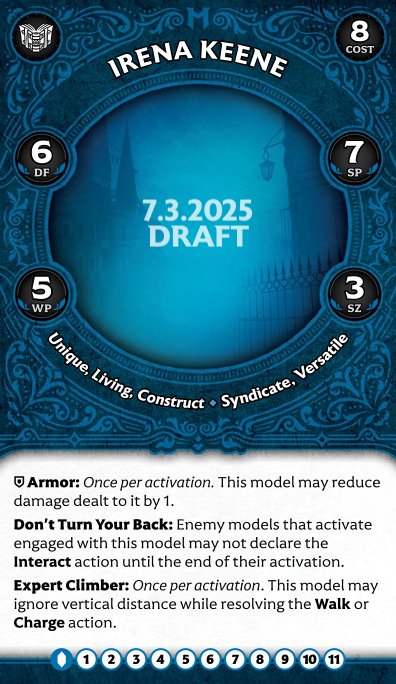 IRENA KEENE
8
COST
6
DF
7
SP
7.3.2025
DRAFT
5
WP
3
SZ
Unique, Living, Construct • Syndicate, Versatile
Armor: Once per activation. This model may reduce
damage dealt to it by 1.
Don't Turn Your Back: Enemy models that activate
engaged with this model may not declare the
Interact action until the end of their activation.
Expert Climber: Once per activation. This model may
ignore vertical distance while resolving the Walk or
Charge action.
1 2 3 4 5 6 7 8 9 10 11